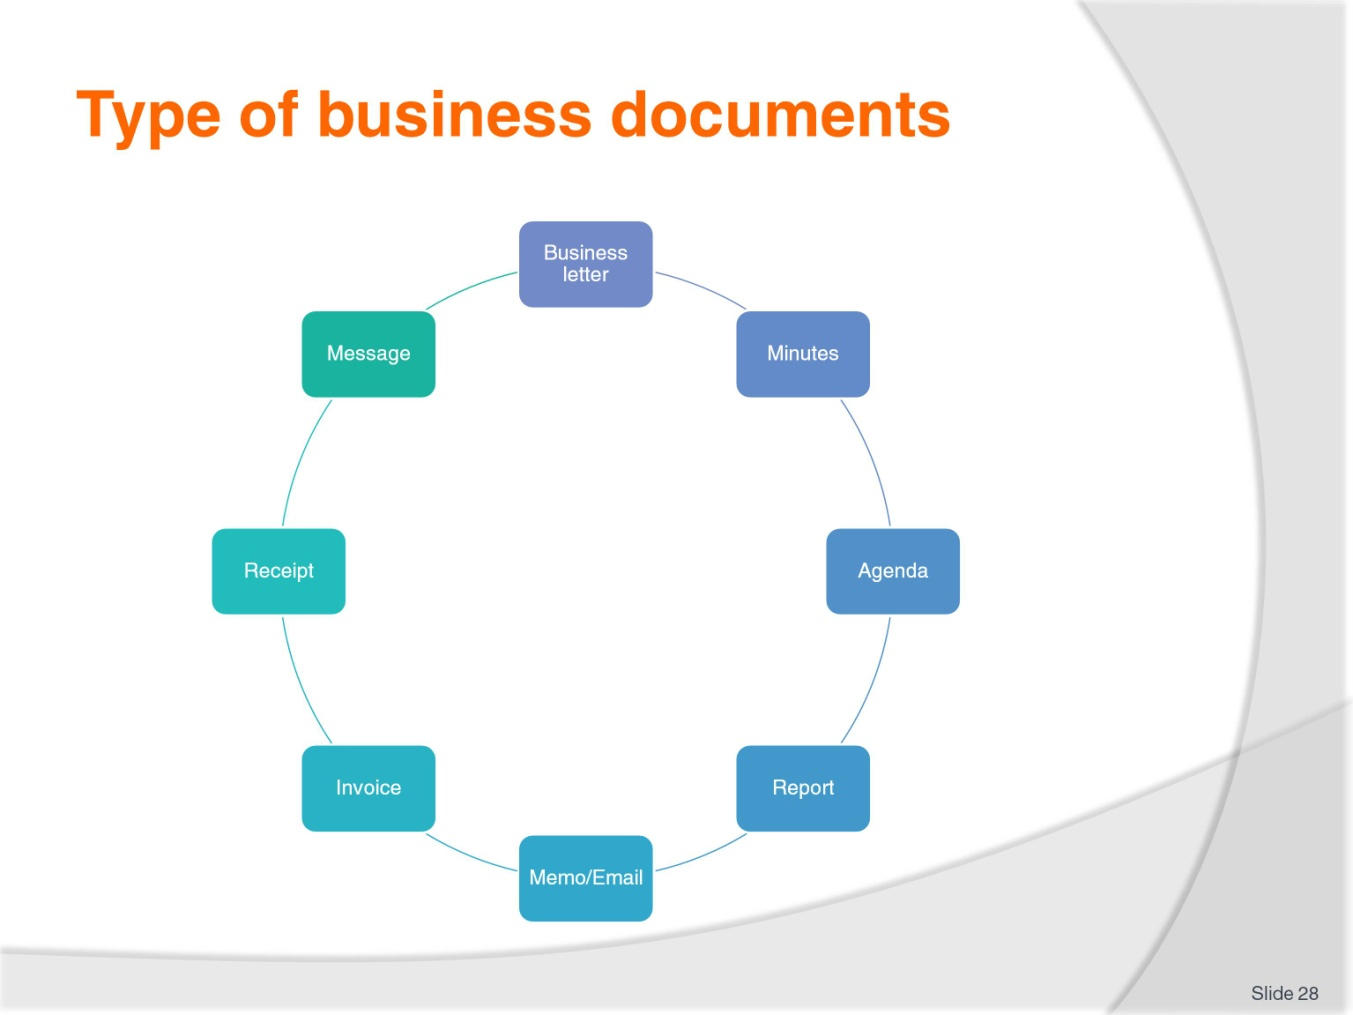 Type of business documents
Business
letter
Message
Minutes
Receipt
Agenda
Invoice
Report
Memo/Email
Slide 28